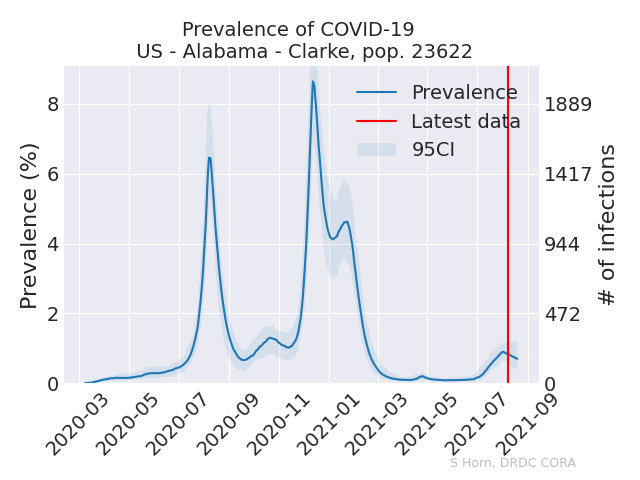 Prevalence of COVID-19
US - Alabama - Clarke, pop. 23622
Prevalence
Latest data
95CI
Prevalence (%)
8
6
4
2
0
1889
1417
944
472
0
# of infections
2020-03
2020-05
2020-07
2020-09
2020-11
2021-01
2021-03
2021-05
2021-07
2021-09
S Horn, DRDC CORA